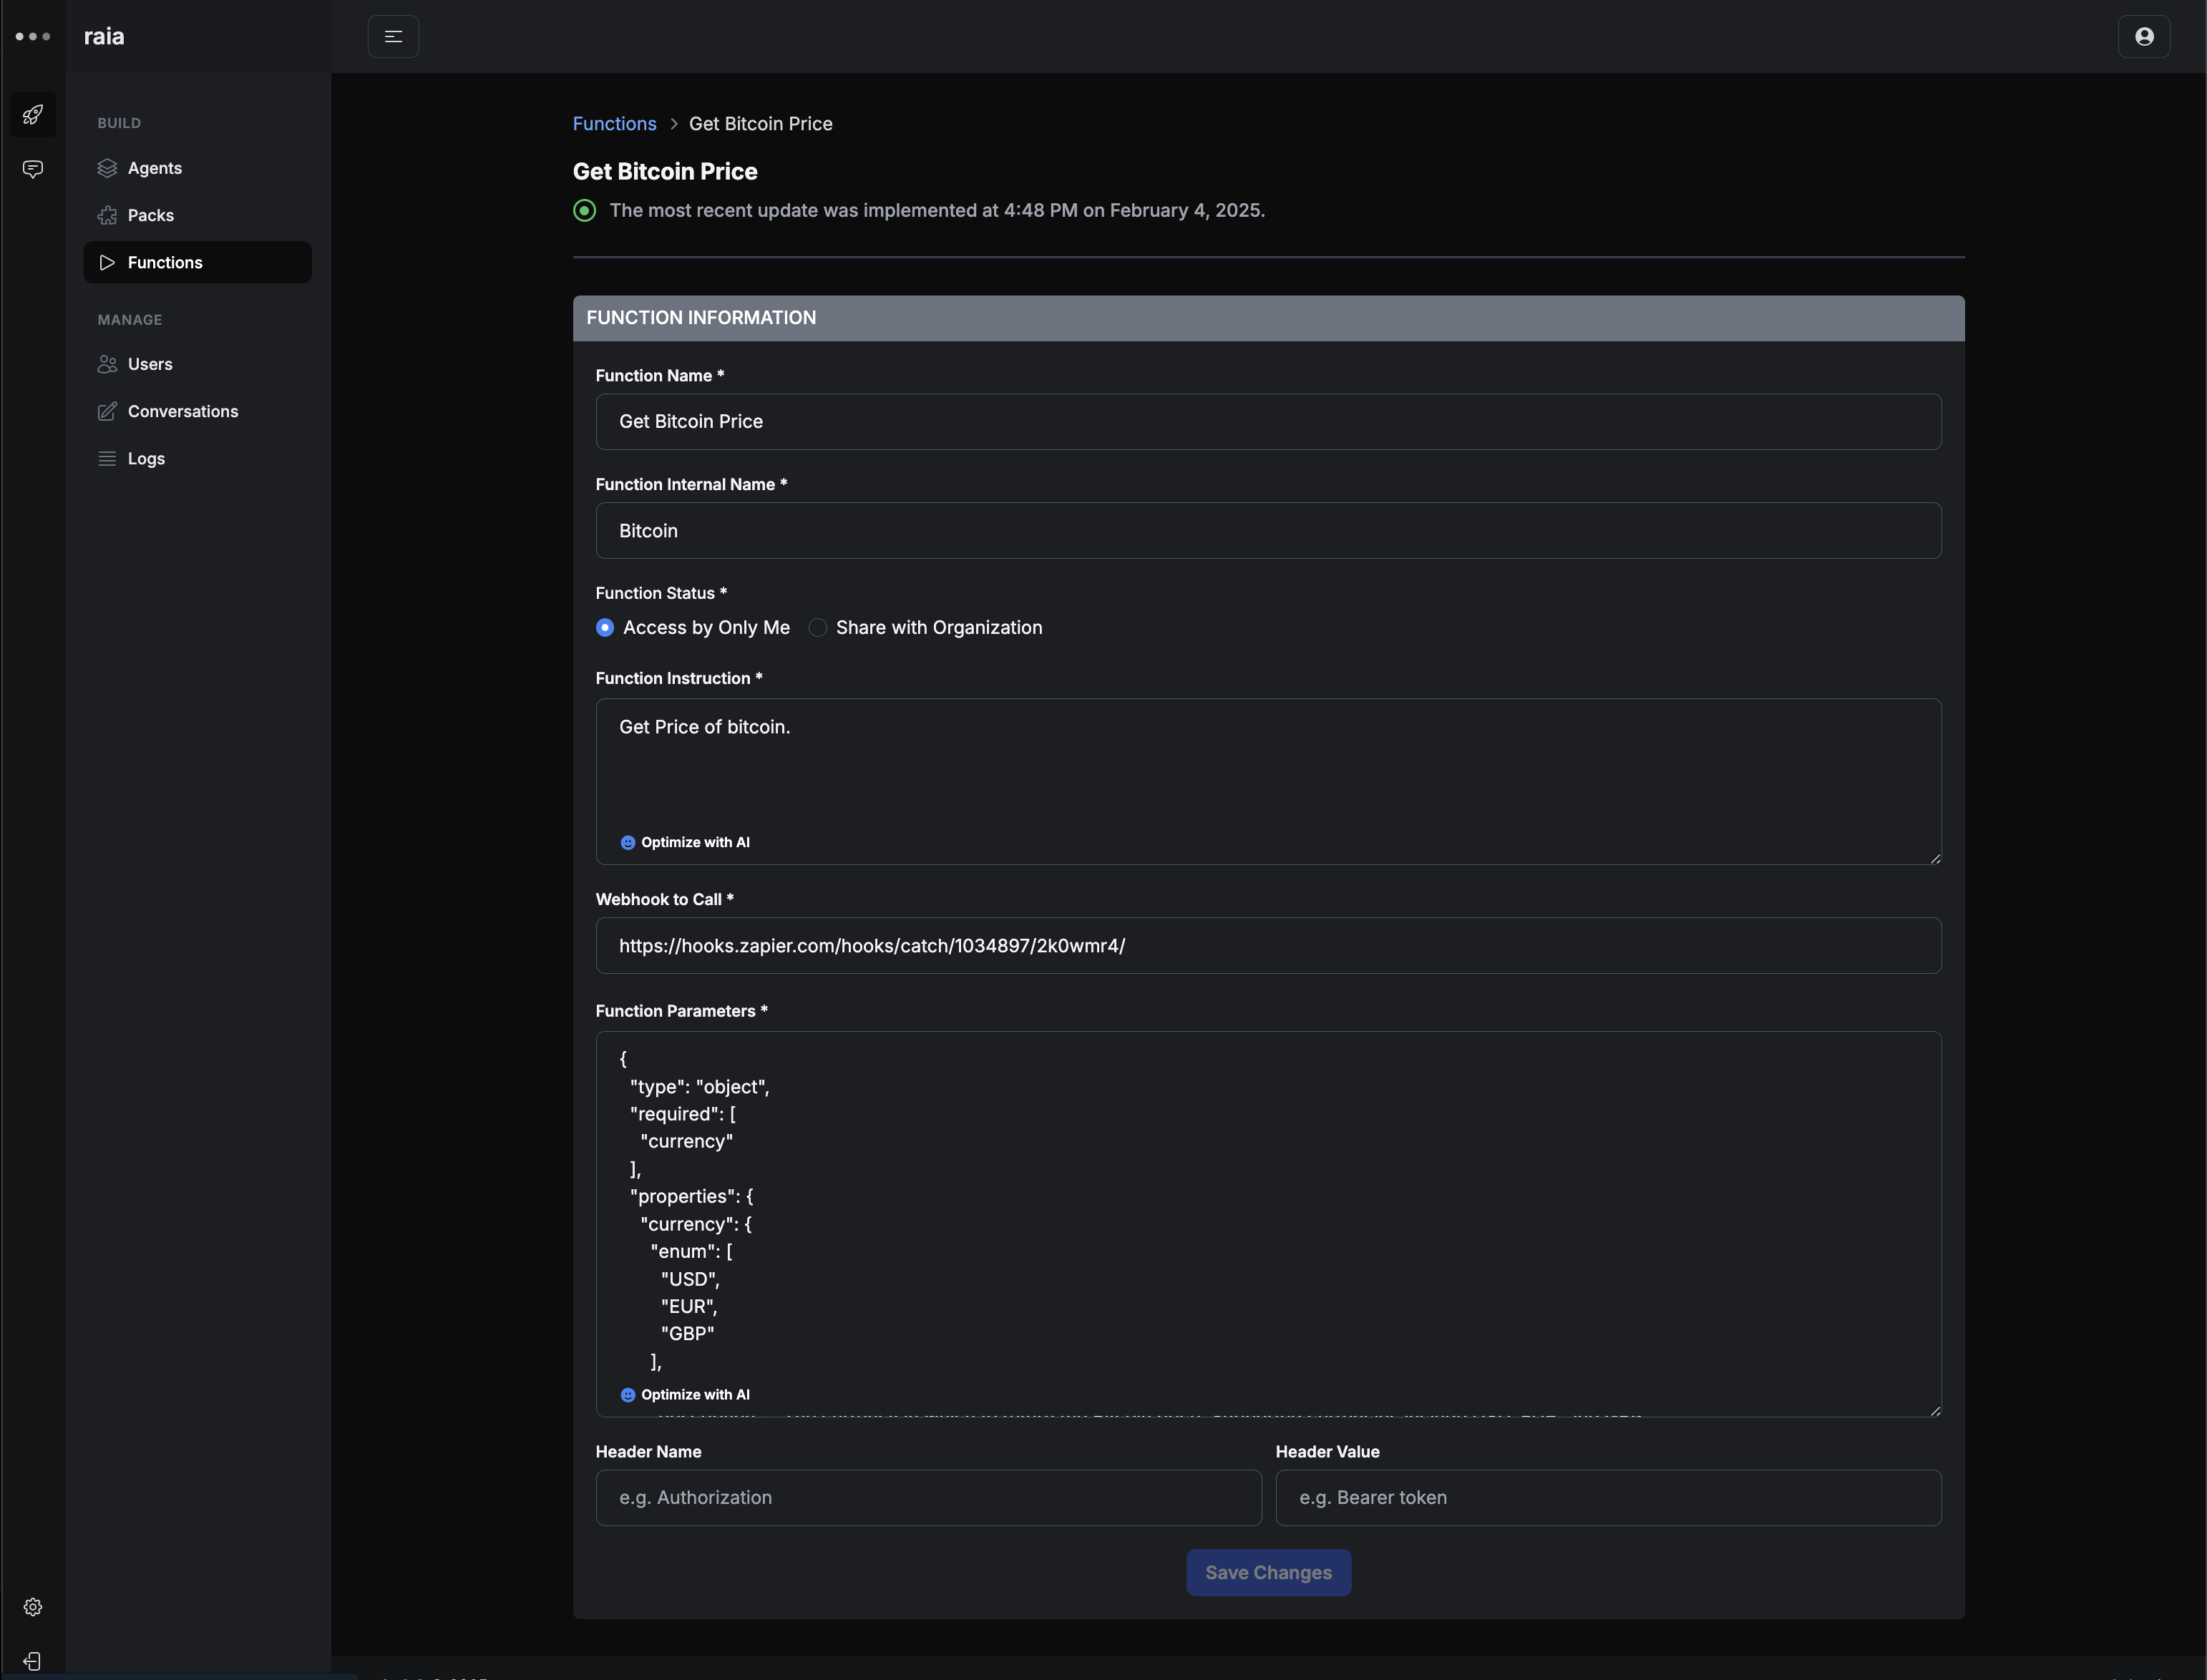 raia
BUILD
Agents
Packs
Functions
MANAGE
Users
Conversations
Logs
Functions > Get Bitcoin Price
Get Bitcoin Price
The most recent update was implemented at 4:48 PM on February 4, 2025.
FUNCTION INFORMATION
Function Name *
Get Bitcoin Price
Function Internal Name *
Bitcoin
Function Status *
Access by Only Me Share with Organization
Function Instruction *
Get Price of bitcoin.
Optimize with AI
Webhook to Call *
https://hooks.zapier.com/hooks/catch/1034897/2k0wmr4/
Function Parameters *
{
"type": "object",
"required": [
"currency"
],
"properties": {
"currency": {
"enum": [
"USD",
"EUR",
"GBP"
],
Optimize with AI
Header Name
Header Value
e.g. Authorization
e.g. Bearer token
Save Changes